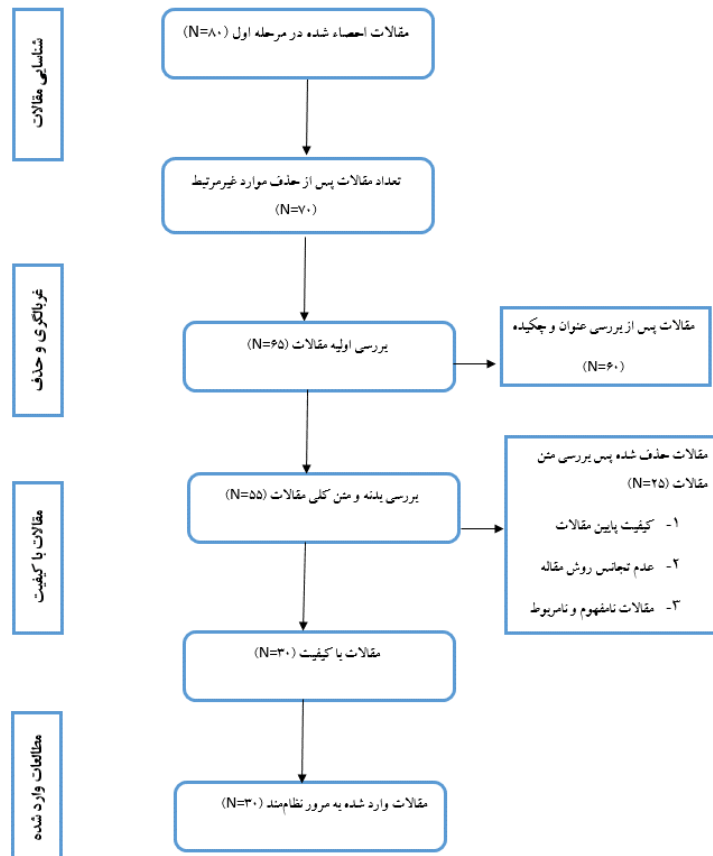 شناسایی مقالات
مقالات احصاء شده در مرحله اول (N=۸۰)
تعداد مقالات پس از حذف موارد غیرمرتبط
(N=۷۰)
غربالگری و حذف
بررسی اولیه مقالات (N=۶۵)
مقالات پس از بررسی عنوان و چکیده
(N=۶۰)
مقالات با کیفیت
بررسی بدنه و متن کلی مقالات (N=۵۵)
مقالات حذف شده پس بررسی متن
مقالات (N=۲۵)
۱- کیفیت پایین مقالات
۲- عدم تجانس روش مقاله
۳- مقالات نامفهوم و نامربوط
مقالات با کیفیت (N=۳۰)
مطالعات وارد شده
مقالات وارد شده به مرور نظام‌مند (N=۳۰)